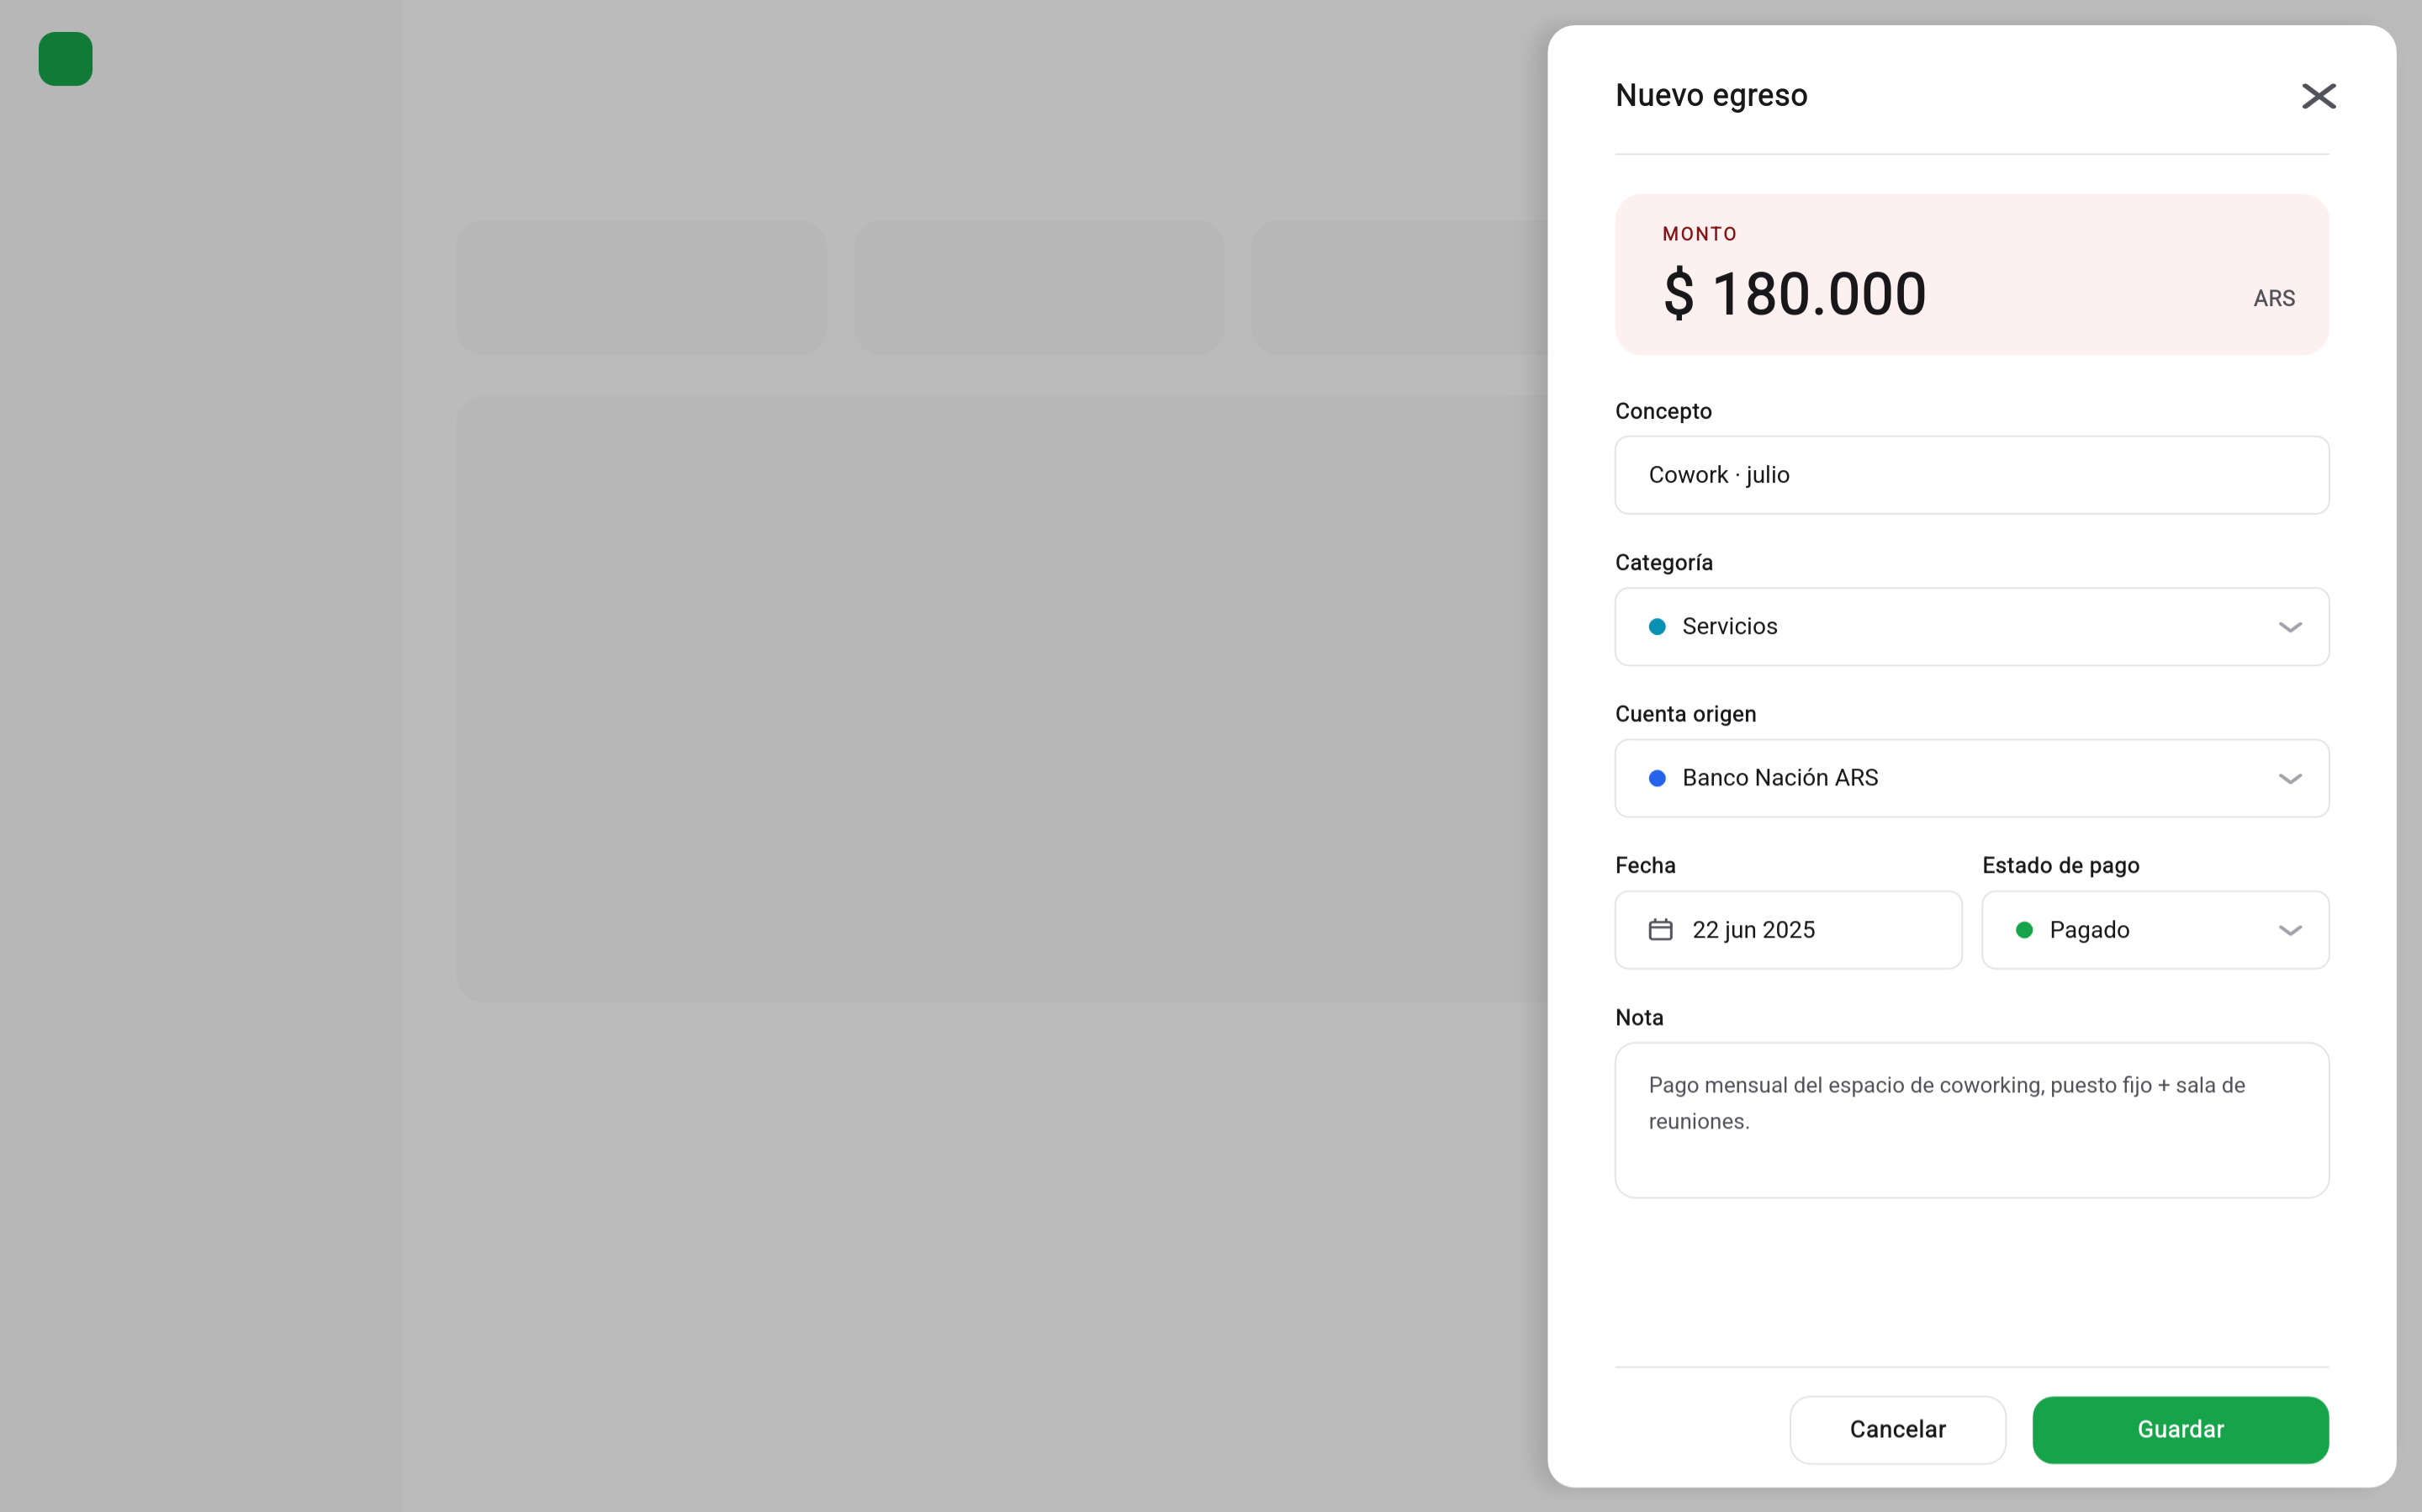 Nuevo egreso
MONTO
$ 180.000
ARS
Concepto
Cowork · julio
Categoría
Servicios
Cuenta origen
Banco Nación ARS
Fecha
Estado de pago
22 jun 2025
Pagado
Nota
Pago mensual del espacio de coworking, puesto fijo + sala de
reuniones.
Cancelar
Guardar